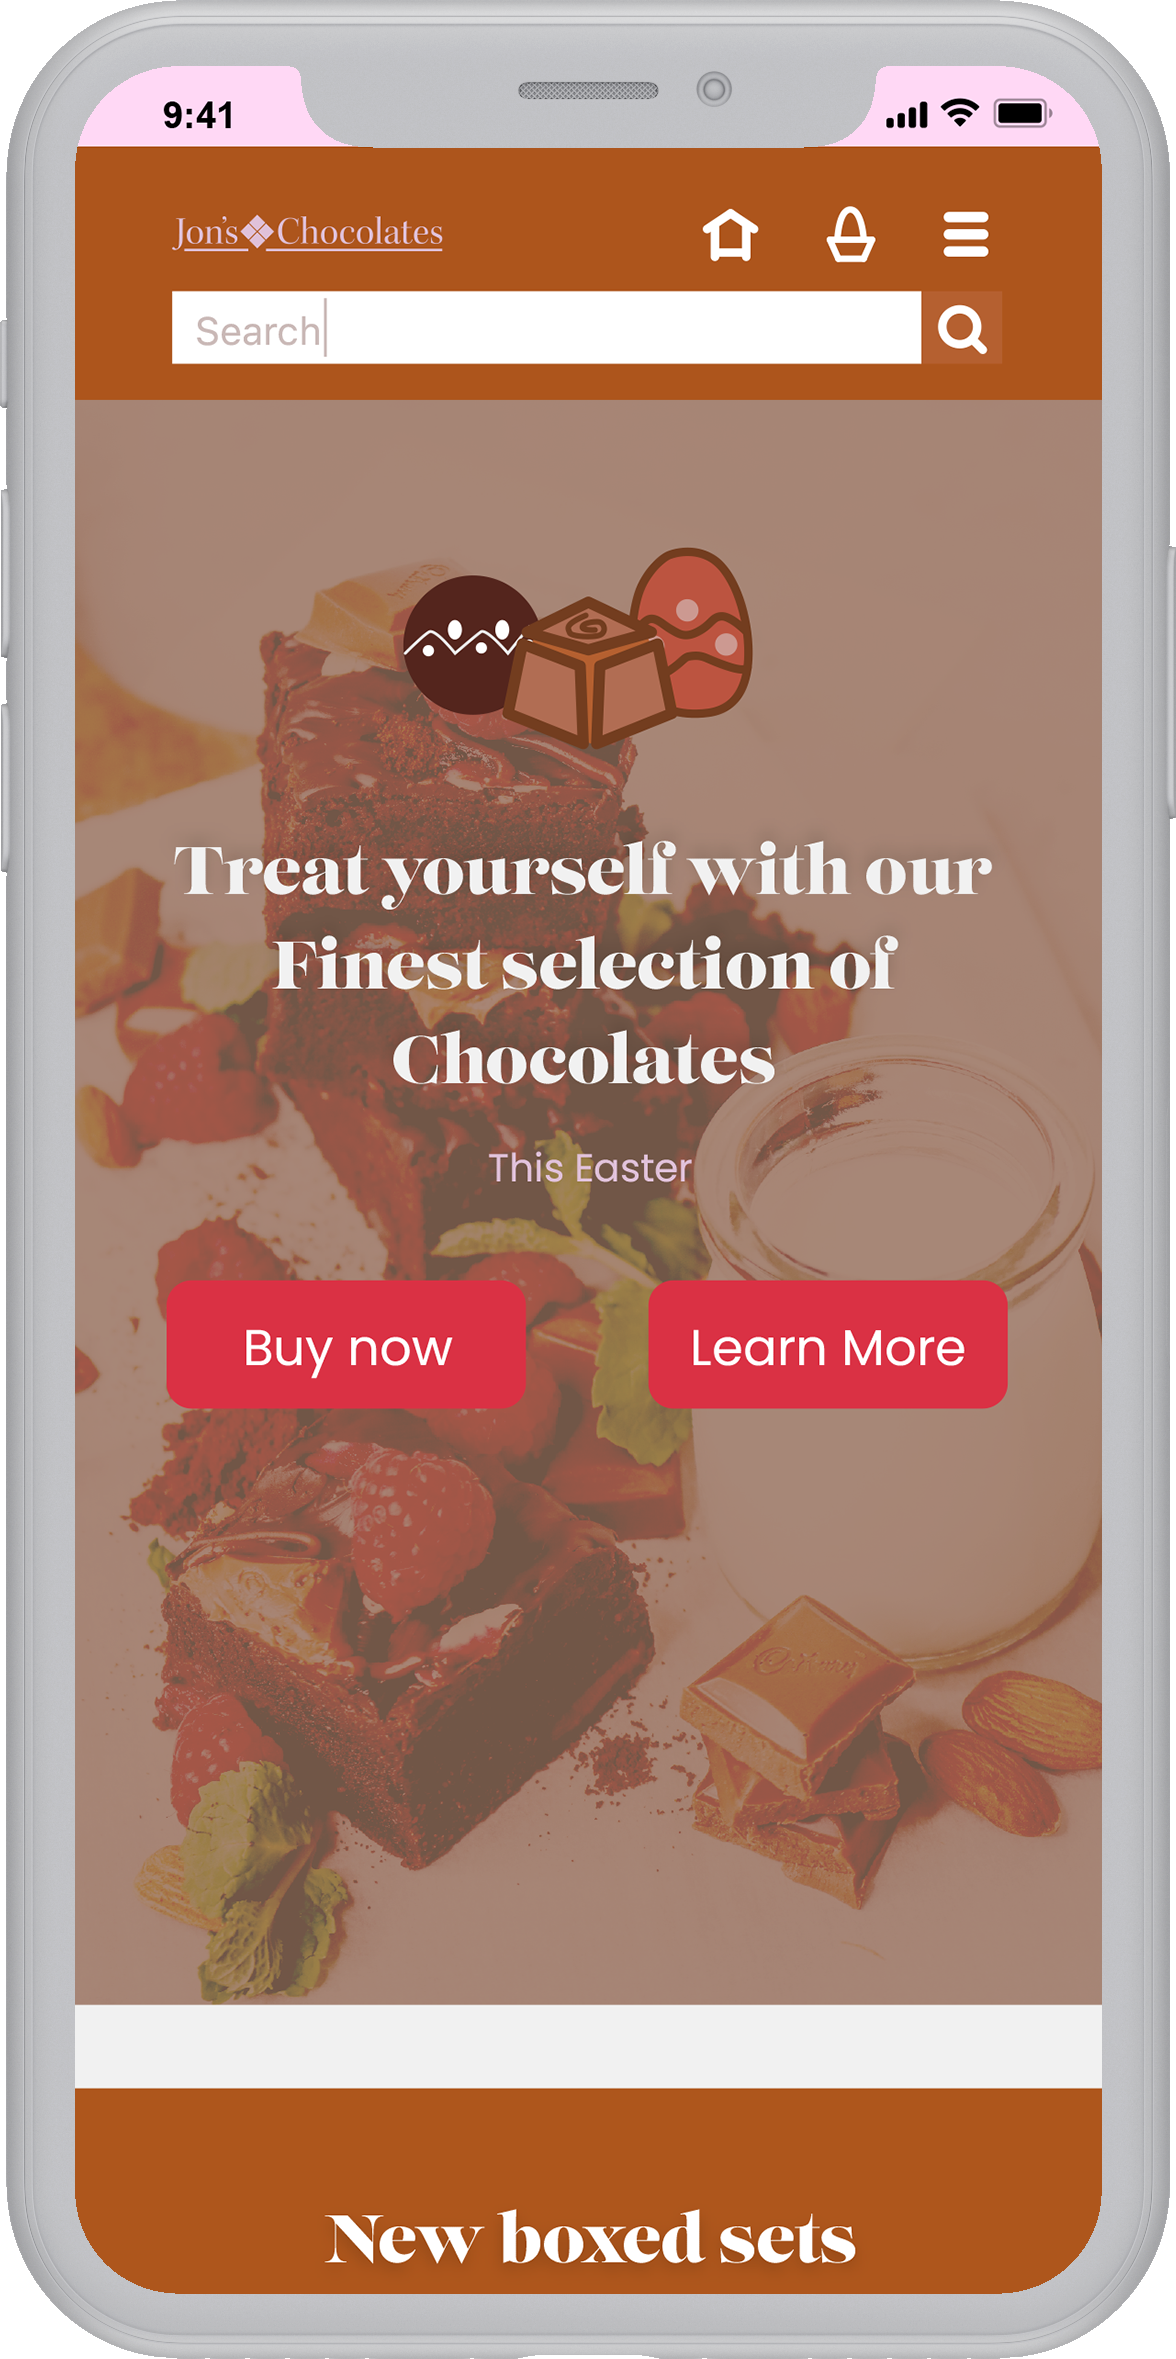 9:41
Jon's Chocolates
Search
Treat yourself with our
Finest selection of
Chocolates
This Easter
Buy now
Learn More
New boxed sets